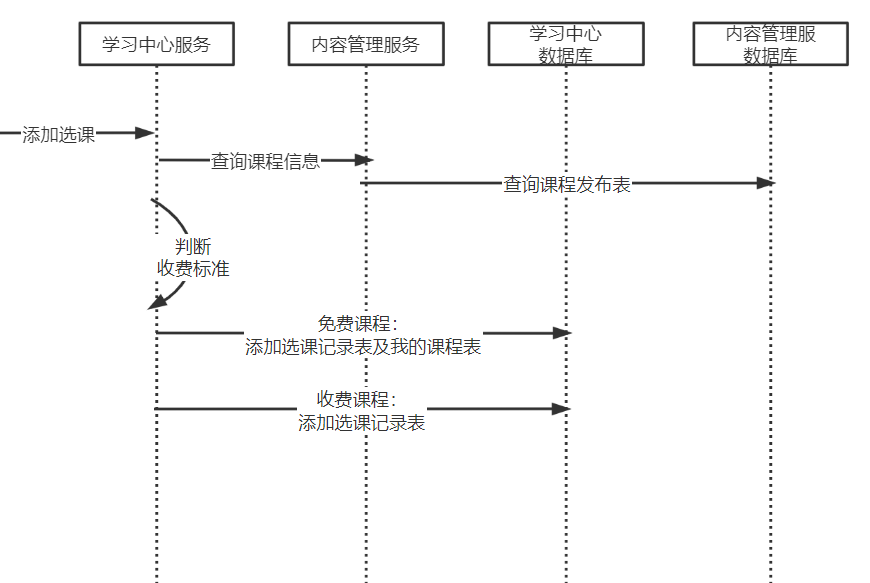 学习中心服务
内容管理服务
学习中心
数据库
内容管理服
数据库
添加选课
查询课程信息
查询课程发布表
判断
收费标准
免费课程：
添加选课记录表及我的课程表
收费课程：
添加选课记录表